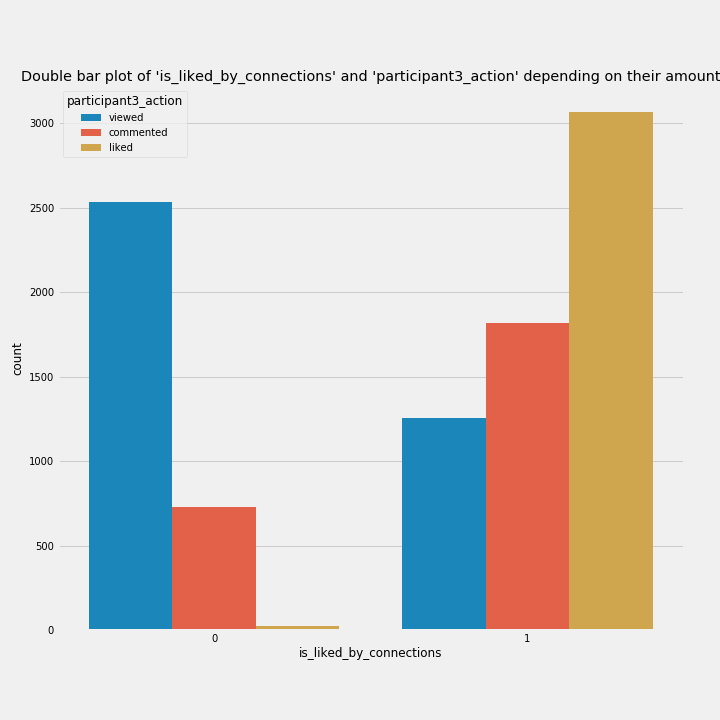 Double bar plot of 'is_liked_by_connections' and 'participant3_action' depending on their amount
participant3_action
viewed
commented
liked
3000
2500
2000
1500
1000
500
0
count
0 1
is_liked_by_connections